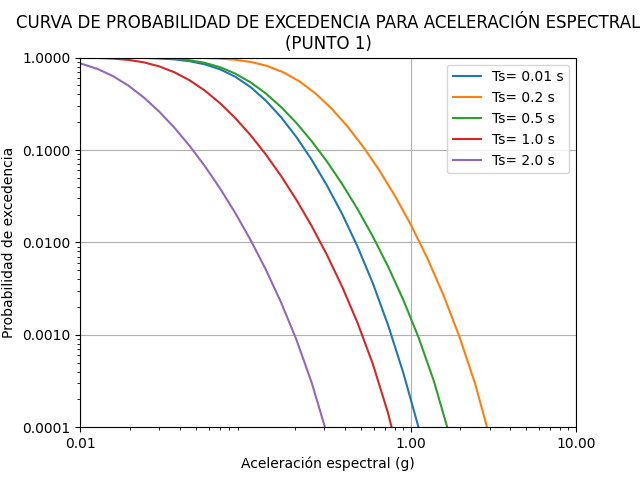 CURVA DE PROBABILIDAD DE EXCEDENCIA PARA ACELERACIÓN ESPECTRAL
(PUNTO 1)
1.0000
0.1000
0.0100
0.0010
0.0001
Probabilidad de excedencia
Ts= 0.01 s
Ts= 0.2 s
Ts= 0.5 s
Ts= 1.0 s
Ts= 2.0 s
0.01
1.00
10.00
Aceleración espectral (g)